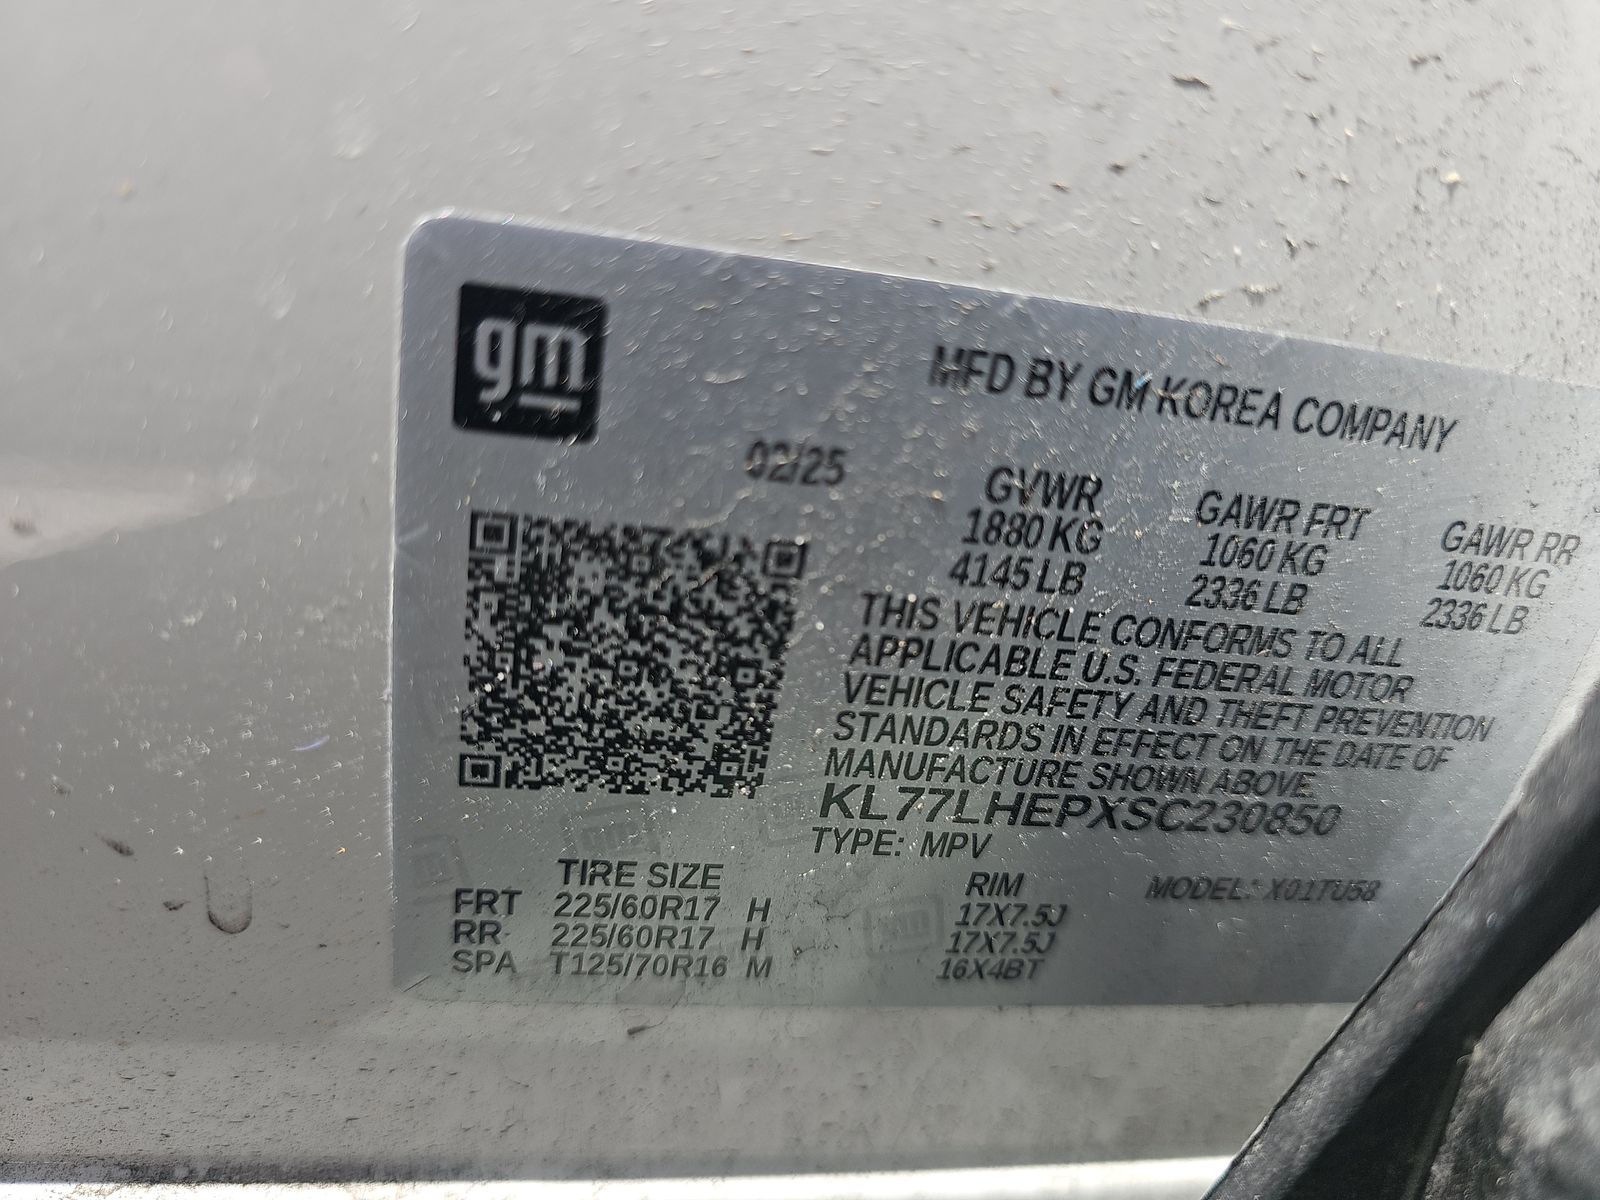 gm
MFD BY GM KOREA COMPANY
02/25
GVWR GAWR FRT GAWR RR
1880 KG 1060 KG 1060 KG
4145 LB 2336 LB 2336 LB
THIS VEHICLE CONFORMS TO ALL
APPLICABLE U.S. FEDERAL MOTOR
VEHICLE SAFETY AND THEFT PREVENTION
STANDARDS IN EFFECT ON THE DATE OF
MANUFACTURE SHOWN ABOVE.
KL77LHEPXSC230850
TYPE: MPV
TIRE SIZE RIM MODEL: X01TU58
FRT 225/60R17 H 17X7.5J
RR 225/60R17 H 17X7.5J
SPA T125/70R16 M 16X4BT